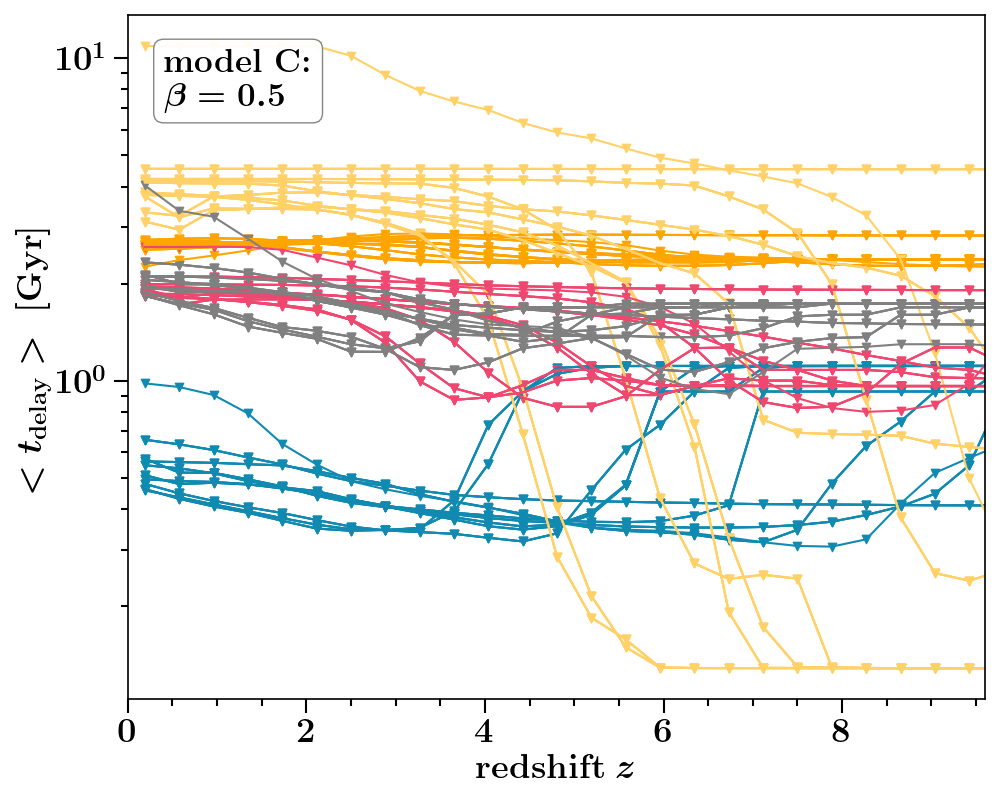 model C:
β = 0.5
10¹
10⁰
< t_delay > [Gyr]
0 2 4 6 8
redshift z